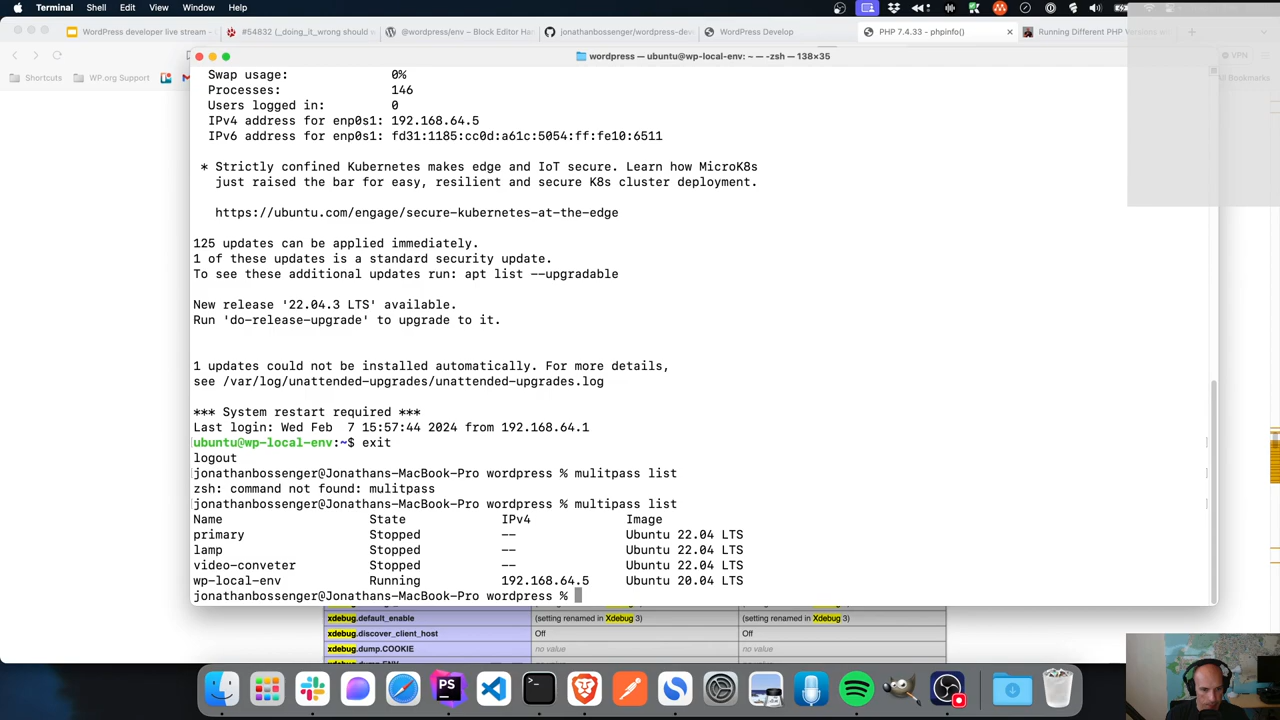 Terminal Shell Edit View Window Help
WordPress developer live stream -
#54832 (_doing_it_wrong should
@wordpress/env – Block Editor Han
jonathanbossenger/wordpress-dev
WordPress Develop
PHP 7.4.33 - phpinfo()
Running Different PHP Versions
Shortcuts WP.org Support
VPN
All Bookmarks
wordpress — ubuntu@wp-local-env: ~ — -zsh — 138×35
Swap usage: 0%
Processes: 146
Users logged in: 0
IPv4 address for enp0s1: 192.168.64.5
IPv6 address for enp0s1: fd31:1185:cc0d:a61c:5054:ff:fe10:6511
* Strictly confined Kubernetes makes edge and IoT secure. Learn how MicroK8s
just raised the bar for easy, resilient and secure K8s cluster deployment.
https://ubuntu.com/engage/secure-kubernetes-at-the-edge
125 updates can be applied immediately.
1 of these updates is a standard security update.
To see these additional updates run: apt list --upgradable
New release '22.04.3 LTS' available.
Run 'do-release-upgrade' to upgrade to it.
1 updates could not be installed automatically. For more details,
see /var/log/unattended-upgrades/unattended-upgrades.log
*** System restart required ***
Last login: Wed Feb  7 15:57:44 2024 from 192.168.64.1
ubuntu@wp-local-env:~$ exit
logout
jonathanbossenger@Jonathans-MacBook-Pro wordpress % mulitpass list
zsh: command not found: mulitpass
jonathanbossenger@Jonathans-MacBook-Pro wordpress % multipass list
Name State IPv4 Image
primary Stopped -- Ubuntu 22.04 LTS
lamp Stopped -- Ubuntu 22.04 LTS
video-conveter Stopped -- Ubuntu 22.04 LTS
wp-local-env Running 192.168.64.5 Ubuntu 20.04 LTS
jonathanbossenger@Jonathans-MacBook-Pro wordpress %
xdebug.default_enable (setting renamed in Xdebug 3) (setting renamed in Xdebug 3)
xdebug.discover_client_host Off Off
xdebug.dump.COOKIE no value no value
PS